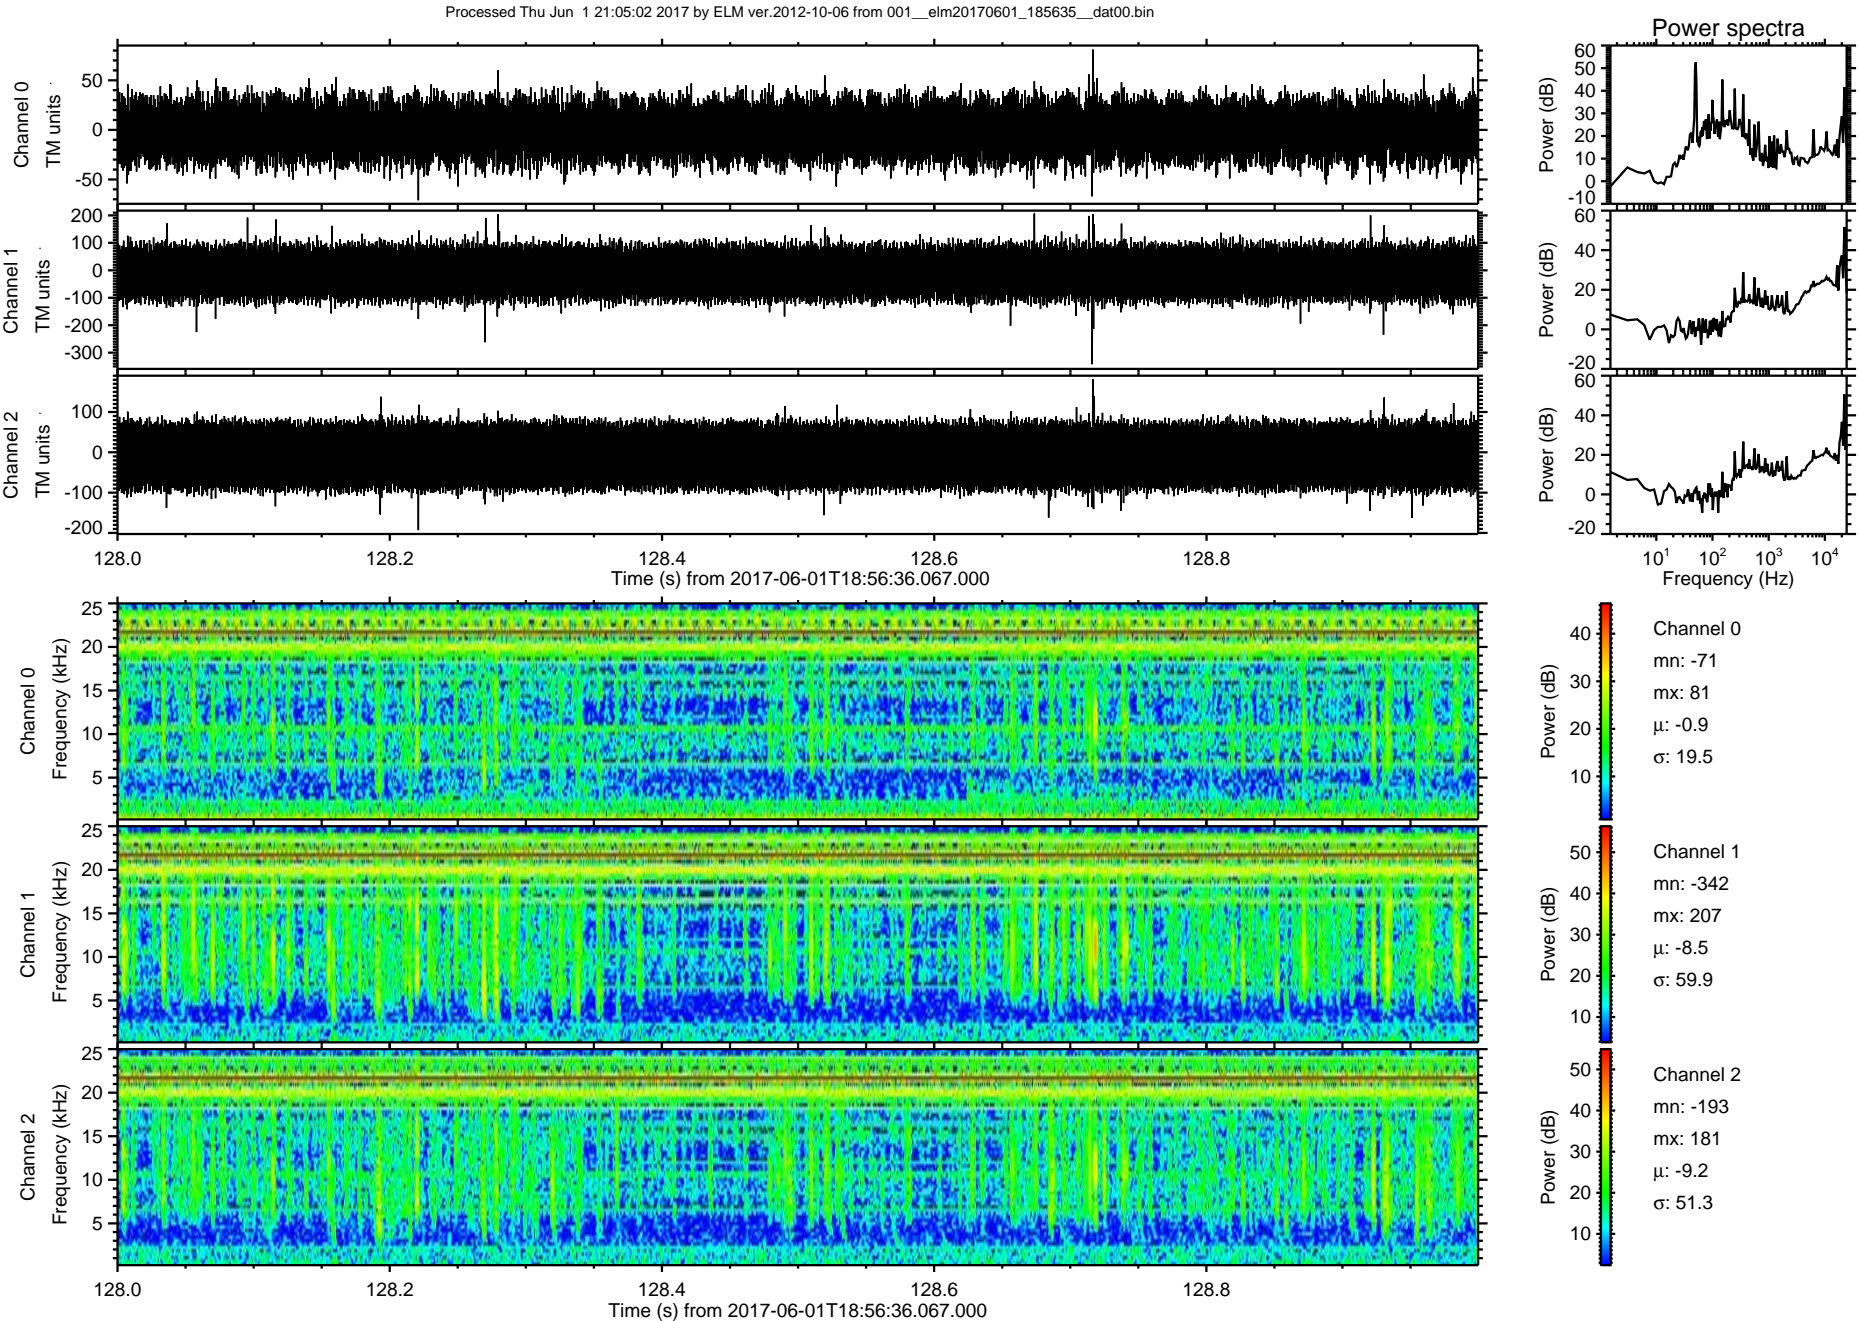 Processed Thu Jun  1 21:05:02 2017 by ELM ver.2012-10-06 from 001__elm20170601_185635__dat00.bin
Power spectra
Channel 0
TM units
50
0
-50
Power (dB)
60
50
40
30
20
10
0
-10
Channel 1
TM units
200
100
0
-100
-200
-300
Power (dB)
60
40
20
0
-20
Channel 2
TM units
100
0
-100
-200
Power (dB)
60
40
20
0
-20
128.0 128.2 128.4 128.6 128.8
Time (s) from 2017-06-01T18:56:36.067.000
10^1 10^2 10^3 10^4
Frequency (Hz)
Channel 0
Frequency (kHz)
25
20
15
10
5
Power (dB)
40
30
20
10
Channel 0
mn: -71
mx: 81
μ: -0.9
σ: 19.5
Channel 1
Frequency (kHz)
25
20
15
10
5
Power (dB)
50
40
30
20
10
Channel 1
mn: -342
mx: 207
μ: -8.5
σ: 59.9
Channel 2
Frequency (kHz)
25
20
15
10
5
Power (dB)
50
40
30
20
10
Channel 2
mn: -193
mx: 181
μ: -9.2
σ: 51.3
128.0 128.2 128.4 128.6 128.8
Time (s) from 2017-06-01T18:56:36.067.000